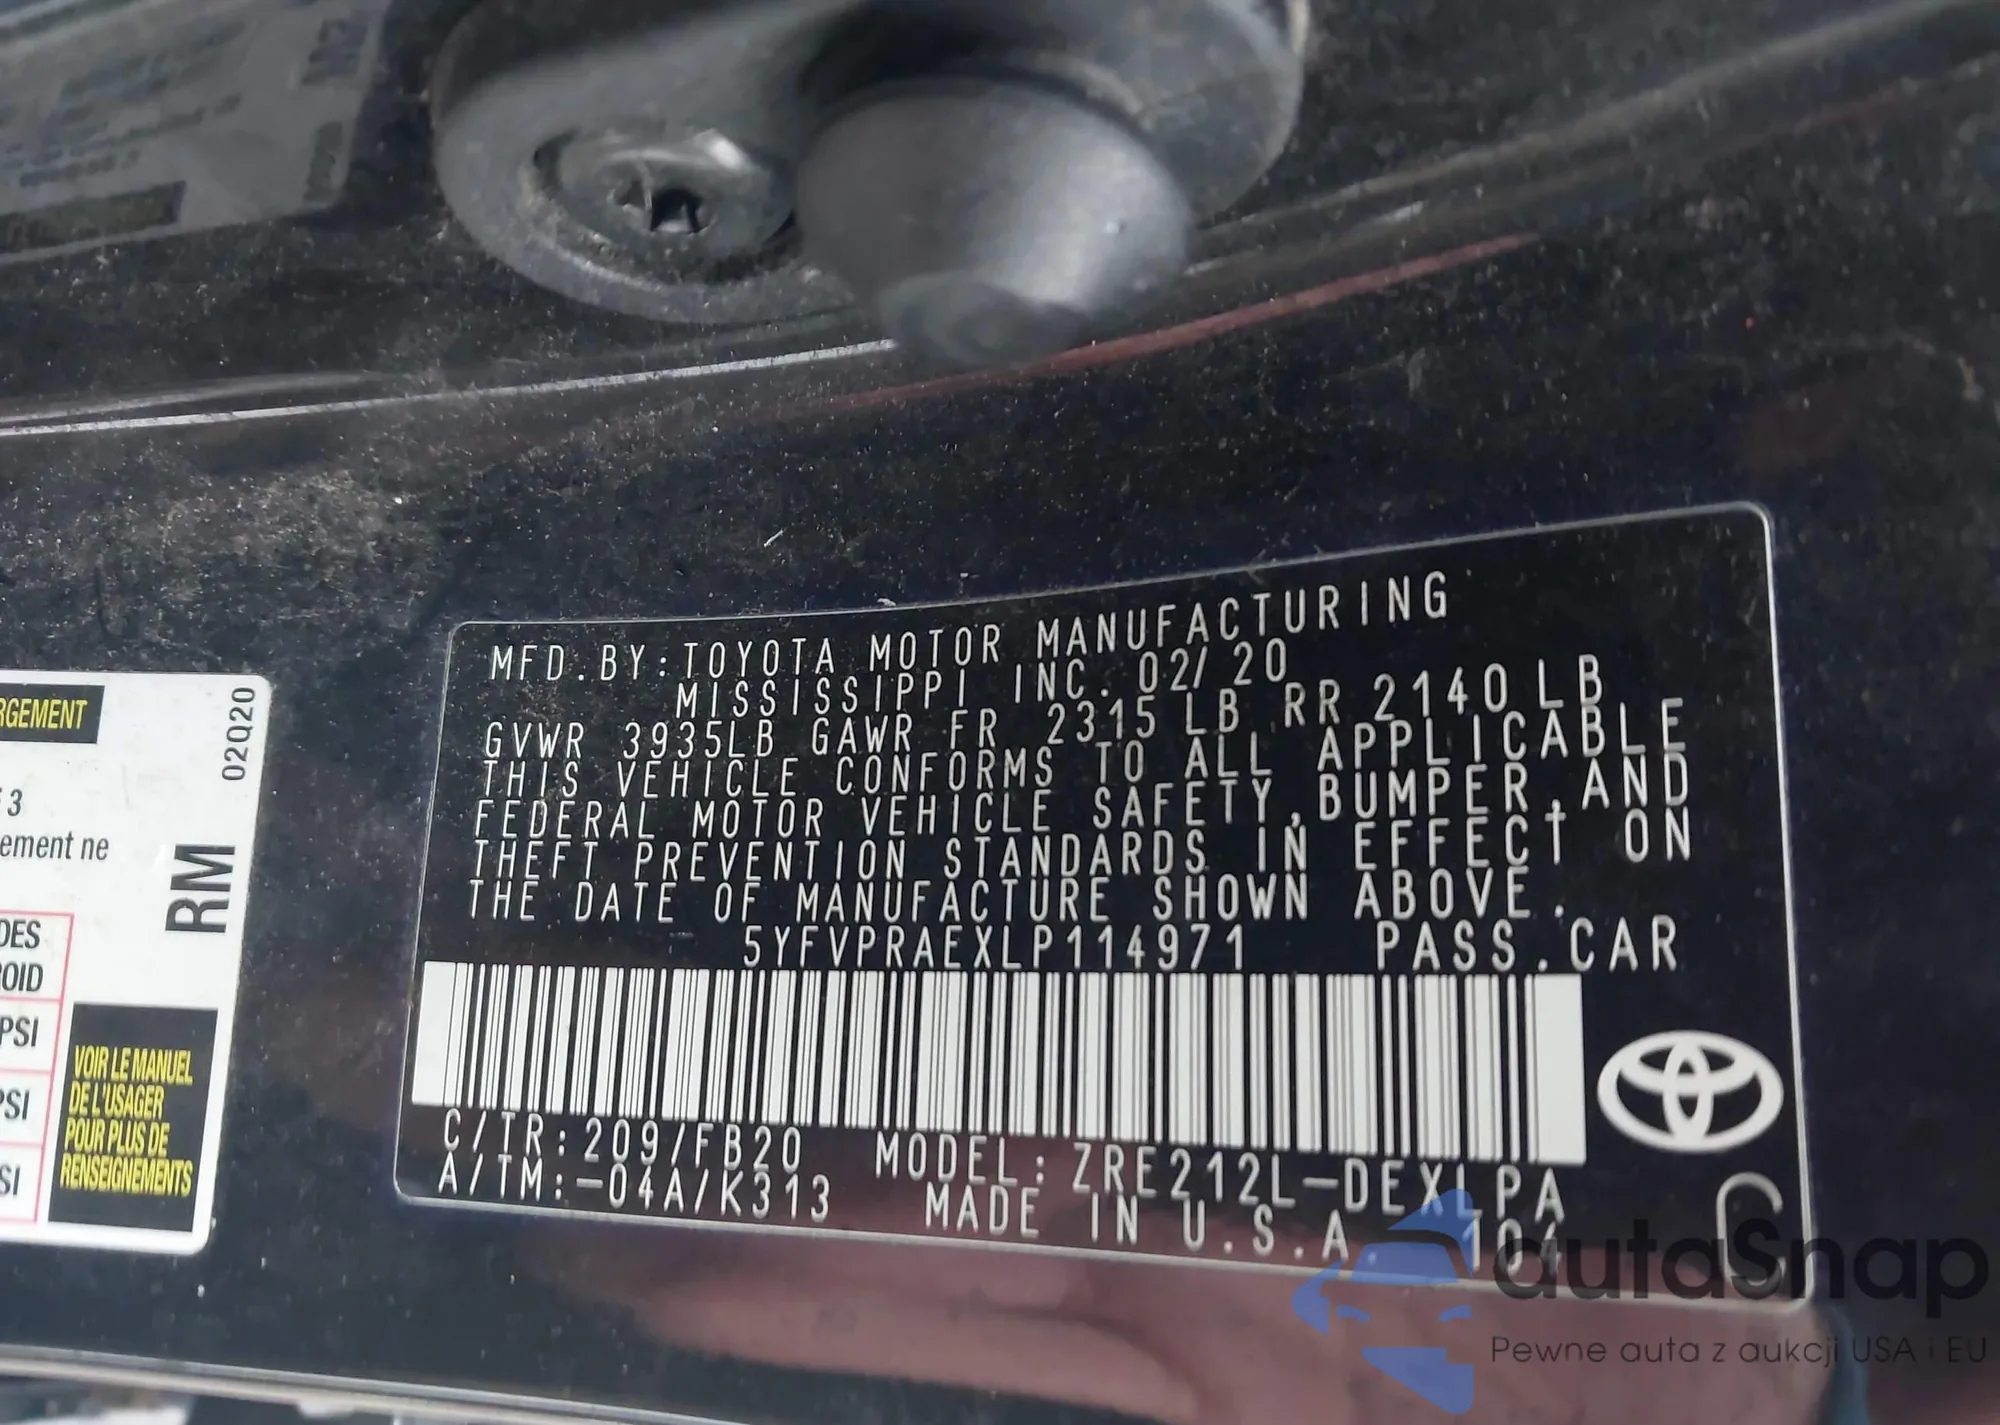 RGEMENT
02Q20
3
ement ne
RM
DES
OID
PSI
PSI
SI
VOIR LE MANUEL
DE L'USAGER
POUR PLUS DE
RENSEIGNEMENTS
MFD.BY:TOYOTA MOTOR MANUFACTURING
MISSISSIPPI INC. 02/20
GVWR 3935LB GAWR FR 2315 LB RR 2140 LB
THIS VEHICLE CONFORMS TO ALL APPLICABLE
FEDERAL MOTOR VEHICLE SAFETY, BUMPER, AND
THEFT PREVENTION STANDARDS IN EFFECT ON
THE DATE OF MANUFACTURE SHOWN ABOVE.
5YFVPRAEXLP114971 PASS.CAR
C/TR:209/FB20 MODEL:ZRE212L-DEXLPA
A/TM:-04A/K313 MADE IN U.S.A. 104
C
autaSnap
Pewne auta z aukcji USA i EU